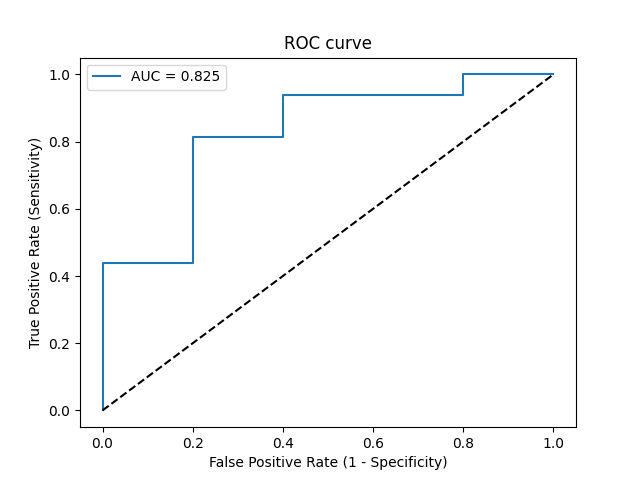 ROC curve
AUC = 0.825
1.0
0.8
0.6
0.4
0.2
0.0
True Positive Rate (Sensitivity)
0.0 0.2 0.4 0.6 0.8 1.0
False Positive Rate (1 - Specificity)